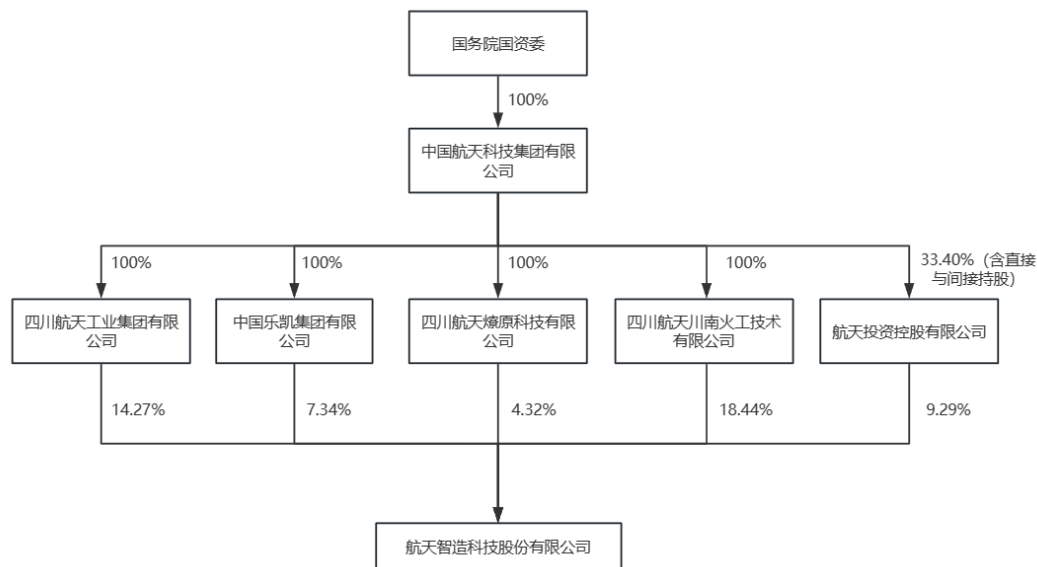 国务院国资委
100%
中国航天科技集团有限
公司
100%
100%
100%
100%
33.40%（含直接
与间接持股）
四川航天工业集团有限
公司
中国乐凯集团有限
公司
四川航天燎原科技有限
公司
四川航天川南火工技术
有限公司
航天投资控股有限公司
14.27%
7.34%
4.32%
18.44%
9.29%
航天智造科技股份有限公司